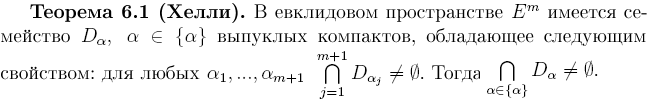 Теорема 6.1 (Хелли). В евклидовом пространстве $E^m$ имеется се-
мейство $D_\alpha$, $\alpha \in \{\alpha\}$ выпуклых компактов, обладающее следующим
свойством: для любых $\alpha_1, ..., \alpha_{m+1}$ $\bigcap\limits_{j=1}^{m+1} D_{\alpha_j} \neq \emptyset$. Тогда $\bigcap\limits_{\alpha \in \{\alpha\}} D_\alpha \neq \emptyset$.